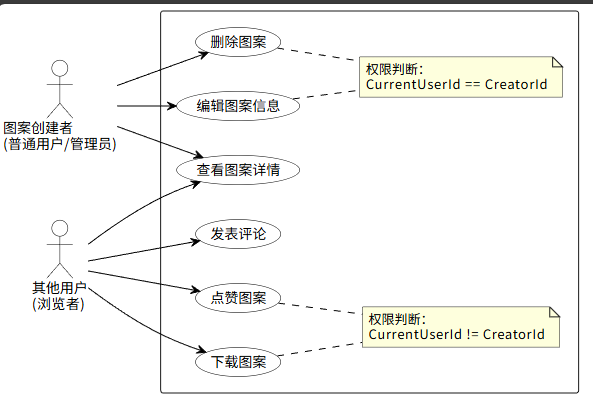 删除图案
权限判断：
CurrentUserId == CreatorId
编辑图案信息
图案创建者
(普通用户/管理员)
查看图案详情
发表评论
其他用户
(浏览者)
点赞图案
权限判断：
CurrentUserId != CreatorId
下载图案